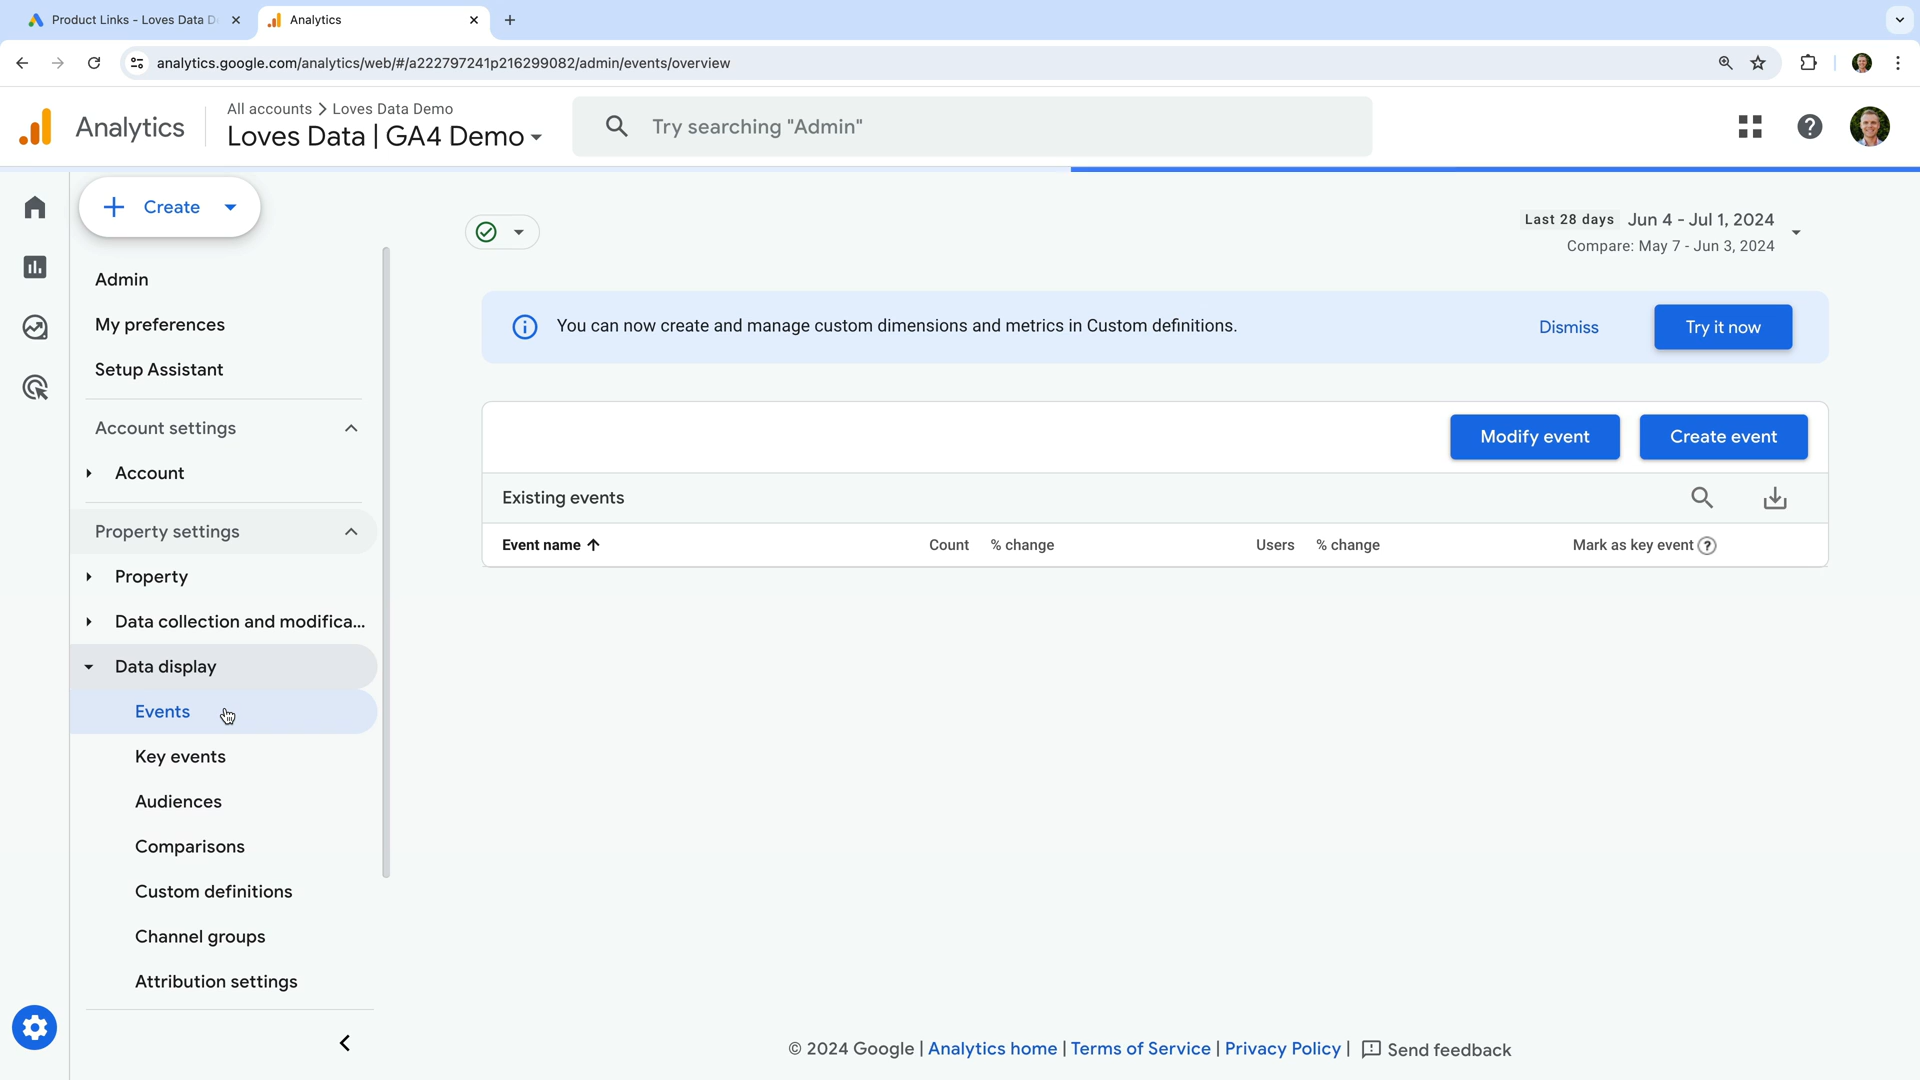 Product Links - Loves Data D
Analytics
analytics.google.com/analytics/web/#/a222797241p216299082/admin/events/overview
Analytics
All accounts > Loves Data Demo
Loves Data | GA4 Demo
Try searching "Admin"
Create
Last 28 days Jun 4 - Jul 1, 2024
Compare: May 7 - Jun 3, 2024
Admin
My preferences
Setup Assistant
Account settings
Account
Property settings
Property
Data collection and modifica...
Data display
Events
Key events
Audiences
Comparisons
Custom definitions
Channel groups
Attribution settings
You can now create and manage custom dimensions and metrics in Custom definitions.
Dismiss
Try it now
Modify event
Create event
Existing events
Event name Count % change Users % change Mark as key event
© 2024 Google | Analytics home | Terms of Service | Privacy Policy | Send feedback